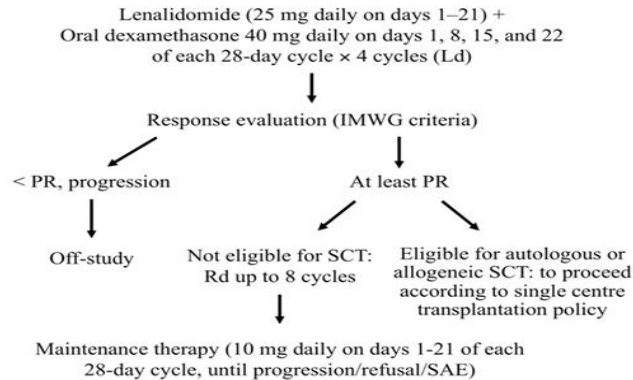 Lenalidomide (25 mg daily on days 1–21) +
Oral dexamethasone 40 mg daily on days 1, 8, 15, and 22
of each 28-day cycle × 4 cycles (Ld)
Response evaluation (IMWG criteria)
< PR, progression
At least PR
Off-study
Not eligible for SCT:
Rd up to 8 cycles
Eligible for autologous or
allogeneic SCT: to proceed
according to single centre
transplantation policy
Maintenance therapy (10 mg daily on days 1-21 of each
28-day cycle, until progression/refusal/SAE)